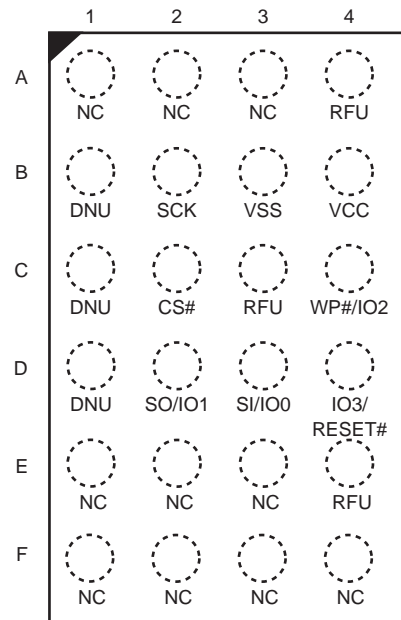 1 2 3 4
A
NC NC NC RFU
B
DNU SCK VSS VCC
C
DNU CS# RFU WP#/IO2
D
DNU SO/IO1 SI/IO0 IO3/
RESET#
E
NC NC NC RFU
F
NC NC NC NC